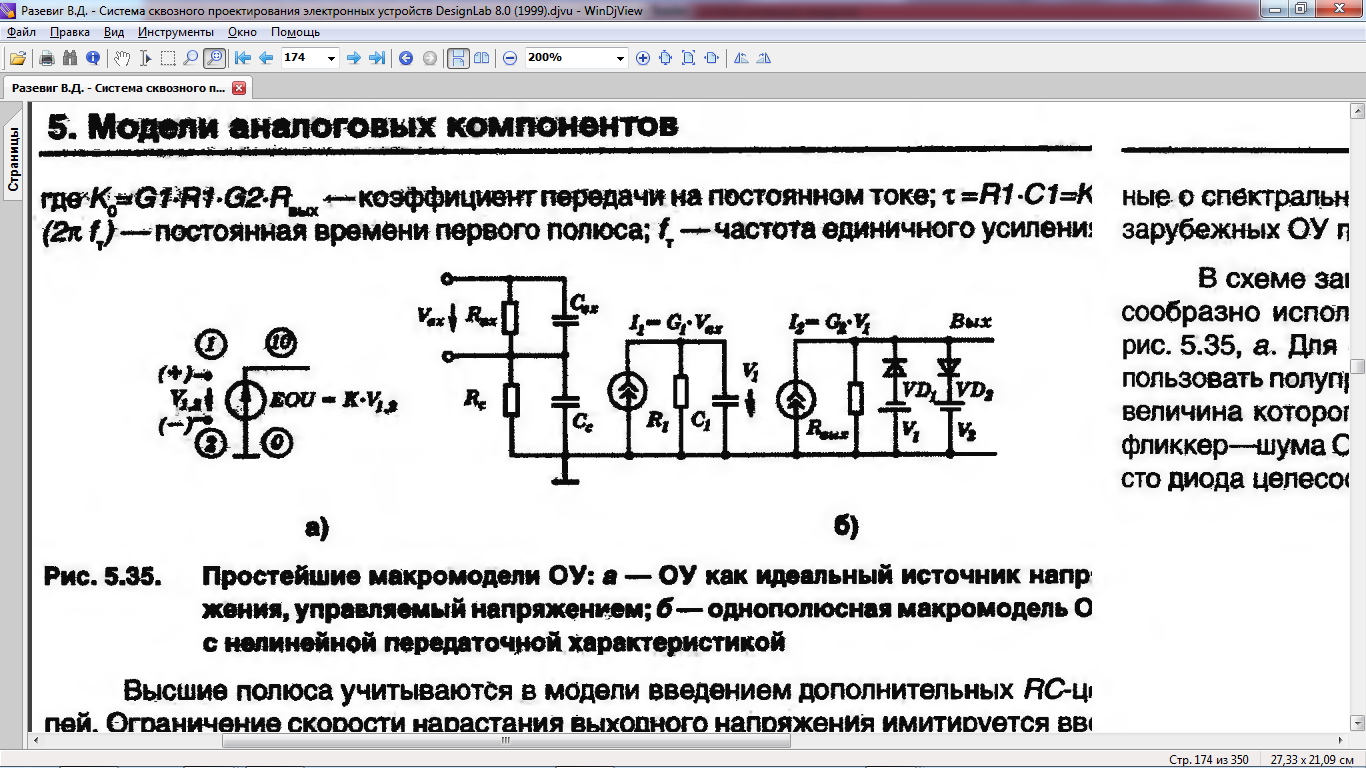 Разевиг В.Д. - Система сквозного проектирования электронных устройств DesignLab 8.0 (1999).djvu - WinDjView
Файл Правка Вид Инструменты Окно Помощь
174 200%
Разевиг В.Д. - Система сквозного п...
Страницы
5. Модели аналоговых компонентов
где K₀=G1·R1·G2·Rвых — коэффициент передачи на постоянном токе; τ =R1·C1=K
(2π fт) — постоянная времени первого полюса; fт — частота единичного усилени
Vвх Rвх Cвх
Rс Cс
I₁= G₁·Vвх
R₁ C₁ V₁
I₂= G₂·V₁
Вых
Rвых VD₁ VD₂
V₁ V₂
1 10
(+)
V₁,₂ EOU = K·V₁,₂
(−)
2 0
а) б)
Рис. 5.35. Простейшие макромодели ОУ: а — ОУ как идеальный источник напр
жения, управляемый напряжением; б — однополюсная макромодель О
с нелинейной передаточной характеристикой
Высшие полюса учитываются в модели введением дополнительных RC-ц
пей. Ограничение скорости нарастания выходного напряжения имитируется вв
ные о спектральн
зарубежных ОУ п
В схеме за
сообразно испол
рис. 5.35, а. Для
пользовать полупр
величина которог
фликкер—шума С
сто диода целесо
Стр. 174 из 350 27,33 x 21,09 см